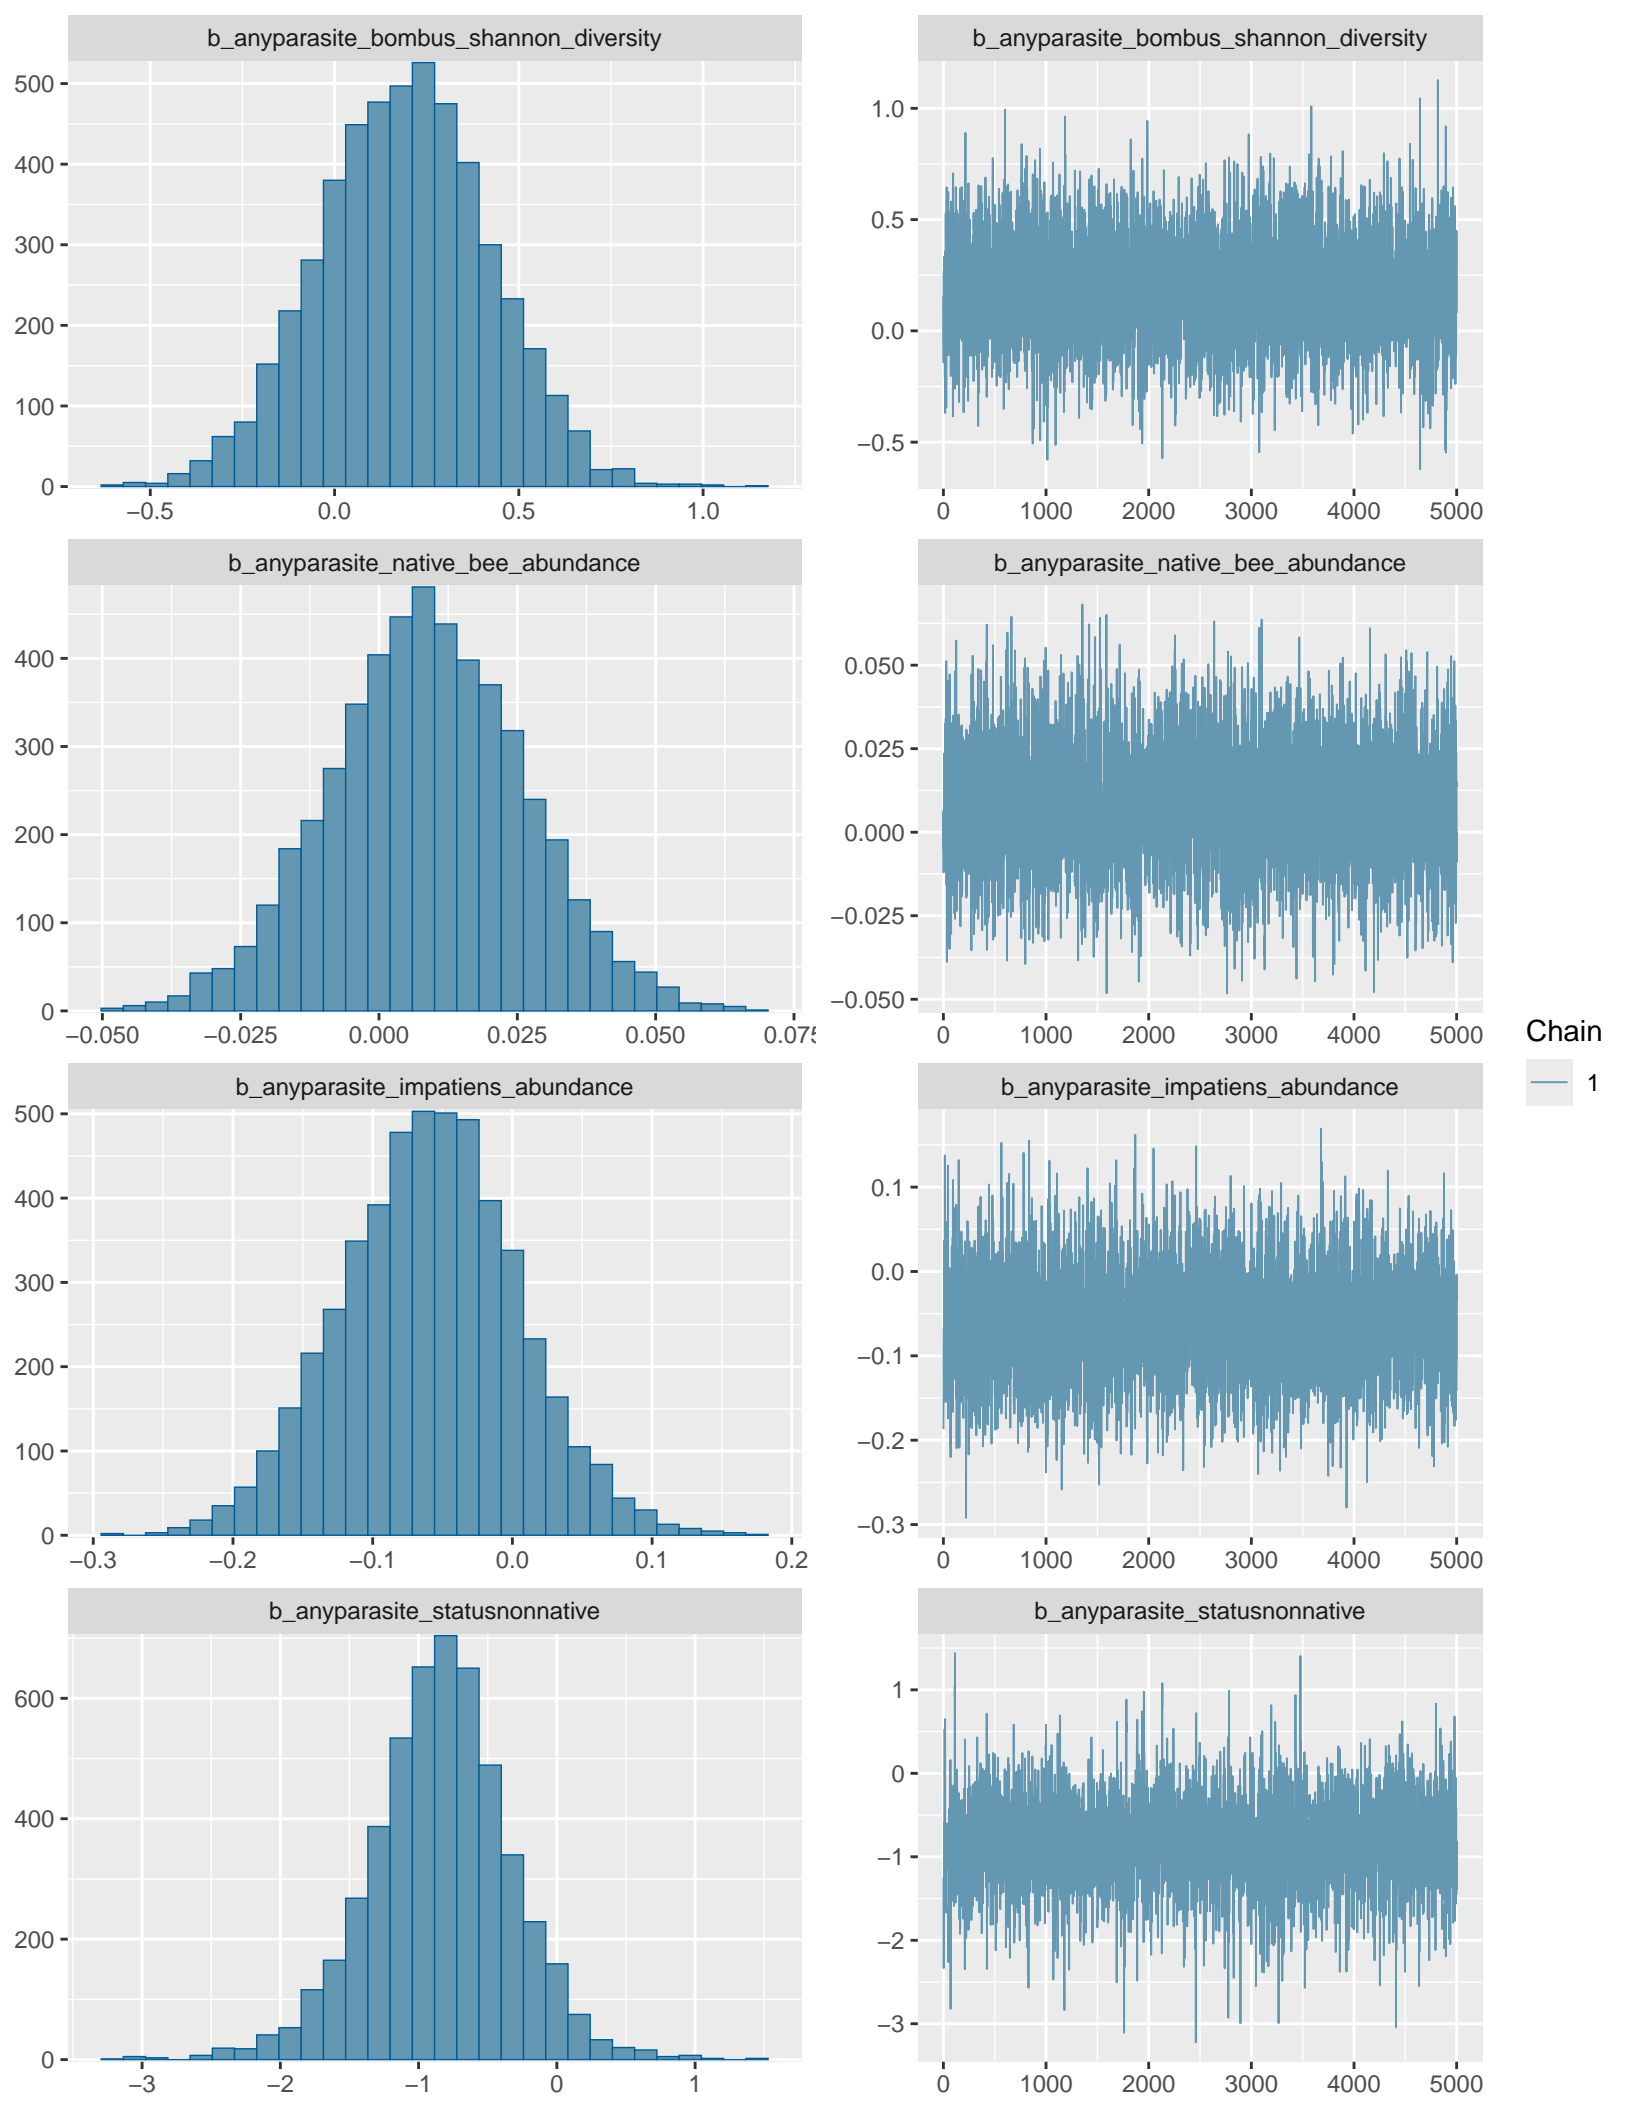 b_anyparasite_bombus_shannon_diversity
500
400
300
200
100
0
−0.5 0.0 0.5 1.0
b_anyparasite_bombus_shannon_diversity
1.0
0.5
0.0
−0.5
0 1000 2000 3000 4000 5000
b_anyparasite_native_bee_abundance
400
300
200
100
0
−0.050 −0.025 0.000 0.025 0.050 0.075
b_anyparasite_native_bee_abundance
0.050
0.025
0.000
−0.025
−0.050
0 1000 2000 3000 4000 5000
b_anyparasite_impatiens_abundance
500
400
300
200
100
0
−0.3 −0.2 −0.1 0.0 0.1 0.2
b_anyparasite_impatiens_abundance
0.1
0.0
−0.1
−0.2
−0.3
0 1000 2000 3000 4000 5000
b_anyparasite_statusnonnative
600
400
200
0
−3 −2 −1 0 1
b_anyparasite_statusnonnative
1
0
−1
−2
−3
0 1000 2000 3000 4000 5000
Chain
1